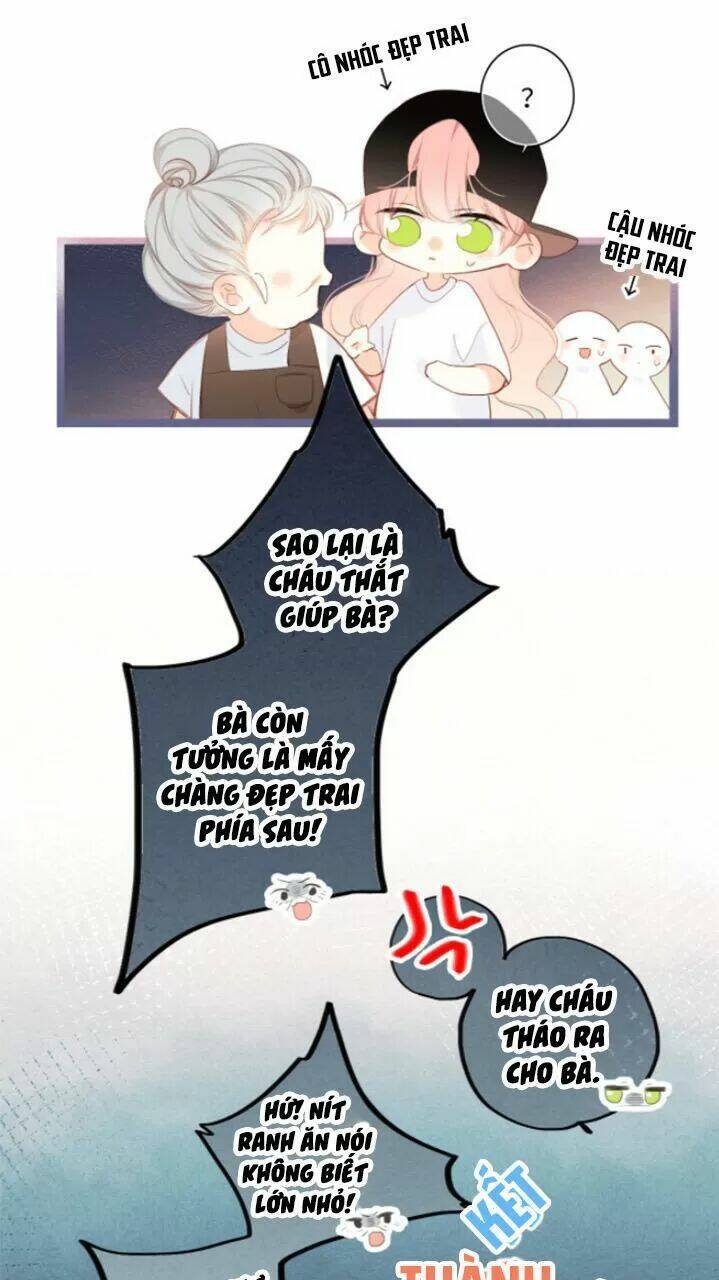 CÔ NHÓC ĐẸP TRAI
?
CẬU NHÓC
ĐẸP TRAI
SAO LẠI LÀ
CHÁU THẮT
GIÚP BÀ?
BÀ CÒN
TƯỞNG LÀ MẤY
CHÀNG ĐẸP TRAI
PHÍA SAU!
HAY CHÁU
THÁO RA
CHO BÀ.
HỨ! NÍT
RANH ĂN NÓI
KHÔNG BIẾT
LỚN NHỎ!
KẾT
THÀNH